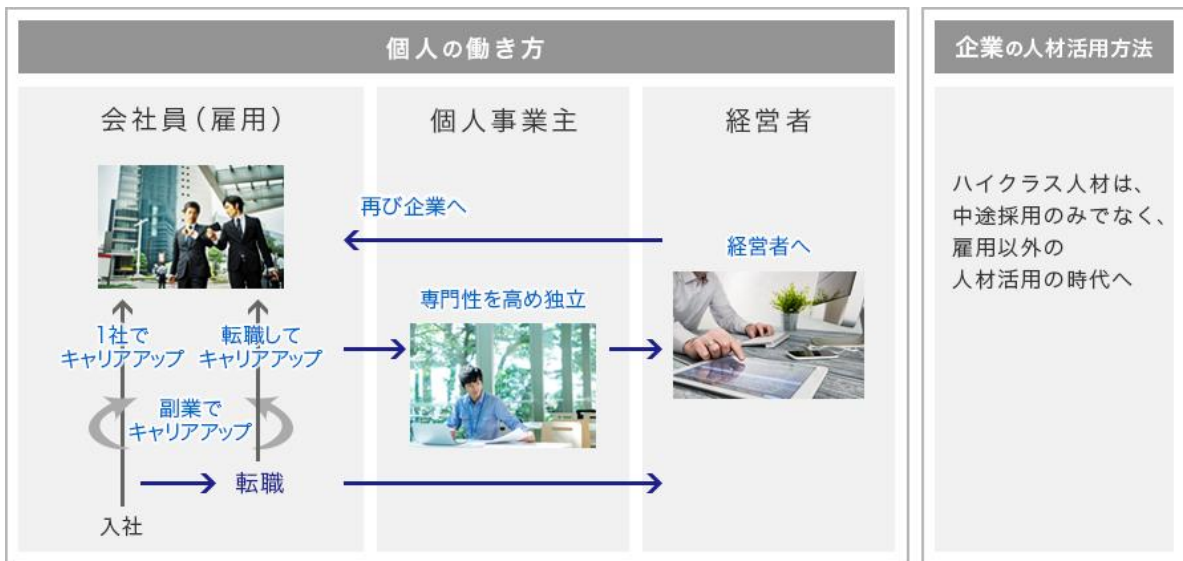 個人の働き方
会社員（雇用）
1社で
キャリアアップ
転職して
キャリアアップ
副業で
キャリアアップ
転職
入社
個人事業主
再び企業へ
専門性を高め独立
経営者
経営者へ
企業の人材活用方法
ハイクラス人材は、
中途採用のみでなく、
雇用以外の
人材活用の時代へ